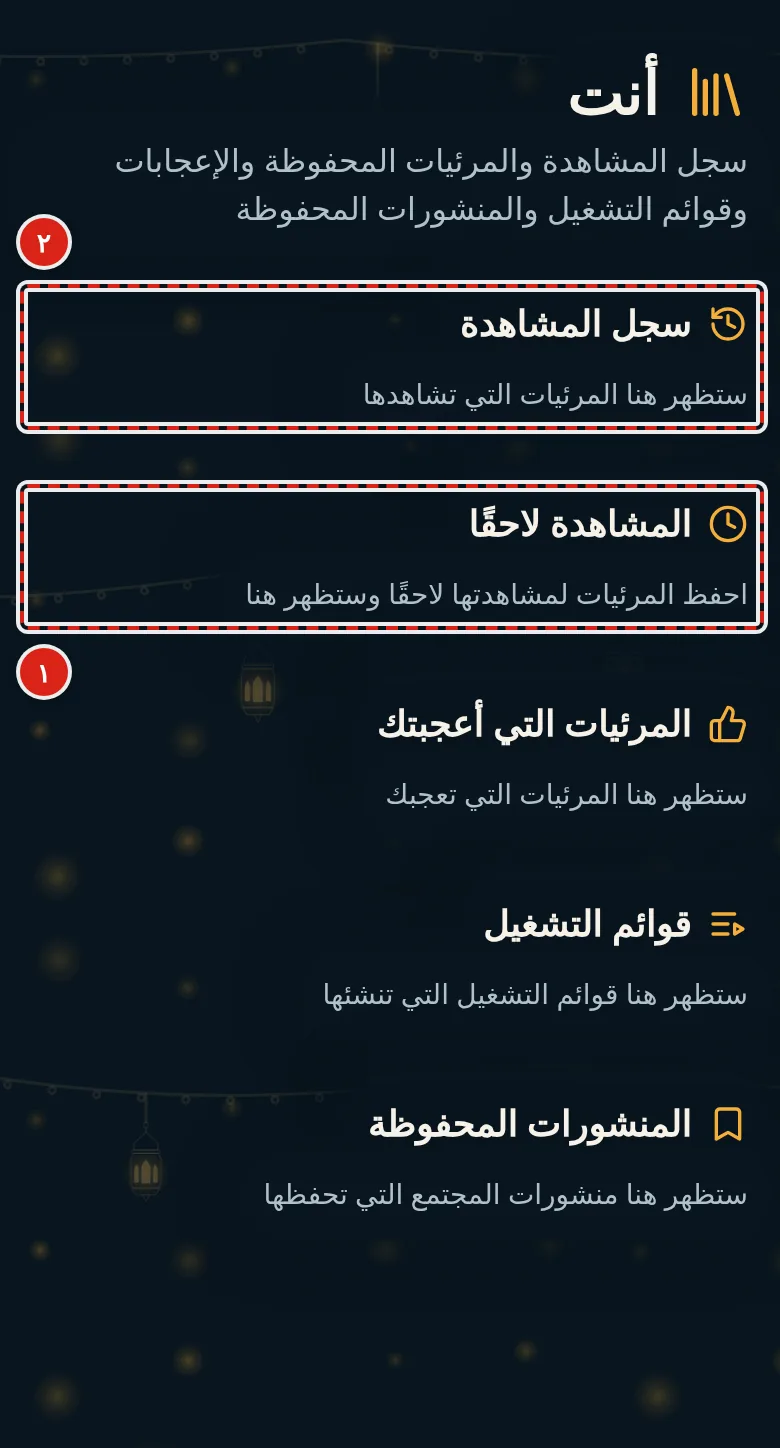 أنت
سجل المشاهدة والمرئيات المحفوظة والإعجابات
وقوائم التشغيل والمنشورات المحفوظة
٢
سجل المشاهدة
ستظهر هنا المرئيات التي تشاهدها
المشاهدة لاحقًا
احفظ المرئيات لمشاهدتها لاحقًا وستظهر هنا
١
المرئيات التي أعجبتك
ستظهر هنا المرئيات التي تعجبك
قوائم التشغيل
ستظهر هنا قوائم التشغيل التي تنشئها
المنشورات المحفوظة
ستظهر هنا منشورات المجتمع التي تحفظها